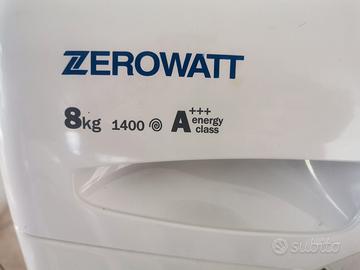 ZEROWATT
8kg 1400 A+++ energy class
subito